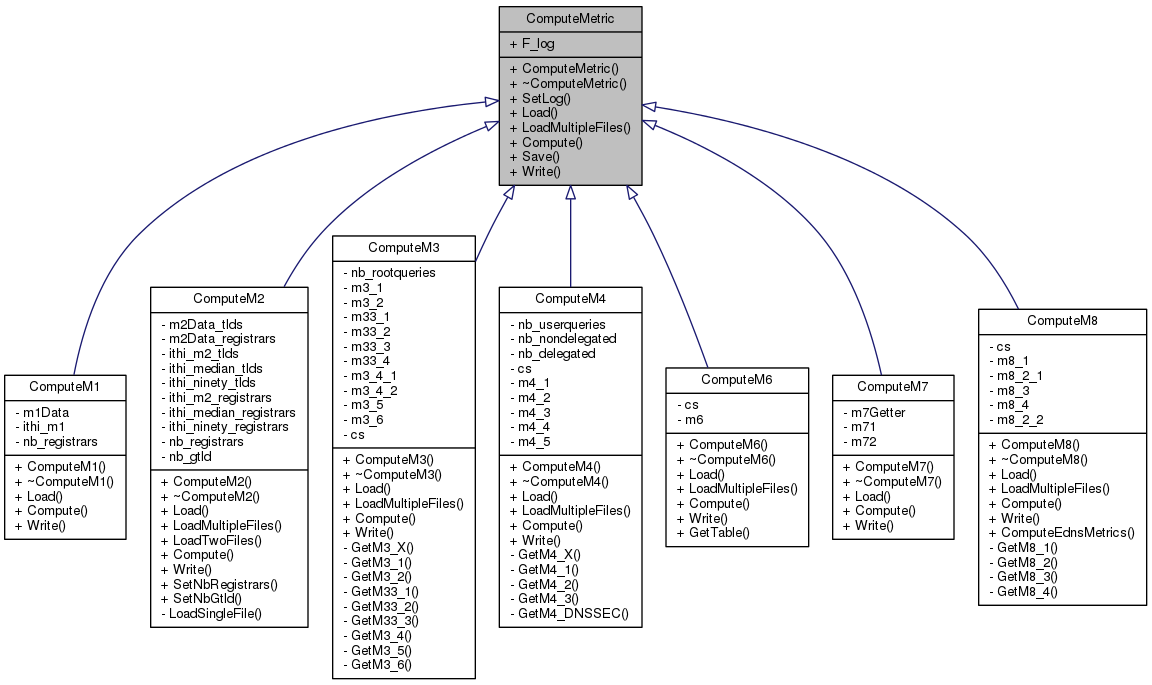 ComputeMetric
+ F_log
+ ComputeMetric()
+ ~ComputeMetric()
+ SetLog()
+ Load()
+ LoadMultipleFiles()
+ Compute()
+ Save()
+ Write()
ComputeM1
- m1Data
- ithi_m1
- nb_registrars
+ ComputeM1()
+ ~ComputeM1()
+ Load()
+ Compute()
+ Write()
ComputeM2
- m2Data_tlds
- m2Data_registrars
- ithi_m2_tlds
- ithi_median_tlds
- ithi_ninety_tlds
- ithi_m2_registrars
- ithi_median_registrars
- ithi_ninety_registrars
- nb_registrars
- nb_gtld
+ ComputeM2()
+ ~ComputeM2()
+ Load()
+ LoadMultipleFiles()
+ LoadTwoFiles()
+ Compute()
+ Write()
+ SetNbRegistrars()
+ SetNbGtld()
- LoadSingleFile()
ComputeM3
- nb_rootqueries
- m3_1
- m3_2
- m33_1
- m33_2
- m33_3
- m33_4
- m3_4_1
- m3_4_2
- m3_5
- m3_6
- cs
+ ComputeM3()
+ ~ComputeM3()
+ Load()
+ LoadMultipleFiles()
+ Compute()
+ Write()
- GetM3_X()
- GetM3_1()
- GetM3_2()
- GetM33_1()
- GetM33_2()
- GetM33_3()
- GetM3_4()
- GetM3_5()
- GetM3_6()
ComputeM4
- nb_userqueries
- nb_nondelegated
- nb_delegated
- cs
- m4_1
- m4_2
- m4_3
- m4_4
- m4_5
+ ComputeM4()
+ ~ComputeM4()
+ Load()
+ LoadMultipleFiles()
+ Compute()
+ Write()
- GetM4_X()
- GetM4_1()
- GetM4_2()
- GetM4_3()
- GetM4_DNSSEC()
ComputeM6
- cs
- m6
+ ComputeM6()
+ ~ComputeM6()
+ Load()
+ LoadMultipleFiles()
+ Compute()
+ Write()
+ GetTable()
ComputeM7
- m7Getter
- m71
- m72
+ ComputeM7()
+ ~ComputeM7()
+ Load()
+ Compute()
+ Write()
ComputeM8
- cs
- m8_1
- m8_2_1
- m8_3
- m8_4
- m8_2_2
+ ComputeM8()
+ ~ComputeM8()
+ Load()
+ LoadMultipleFiles()
+ Compute()
+ Write()
+ ComputeEdnsMetrics()
- GetM8_1()
- GetM8_2()
- GetM8_3()
- GetM8_4()